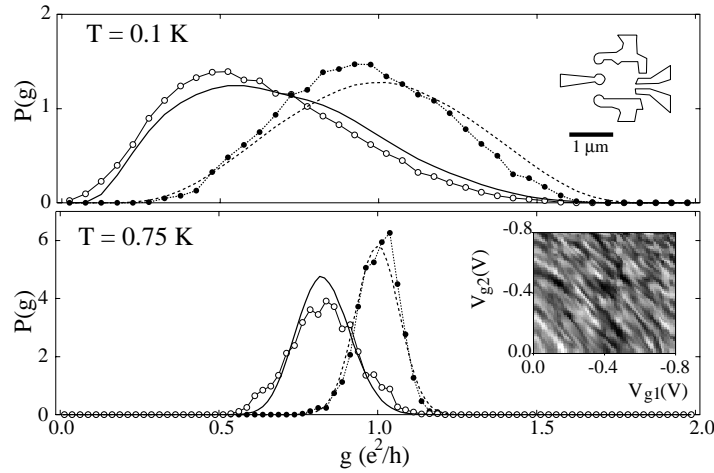 T = 0.1 K
P(g)
2
1
0
1 μm
T = 0.75 K
P(g)
6
4
2
0
V_g2(V)
-0.8
-0.4
0.0
0.0 -0.4 -0.8
V_g1(V)
0.0 0.5 1.0 1.5 2.0
g (e²/h)